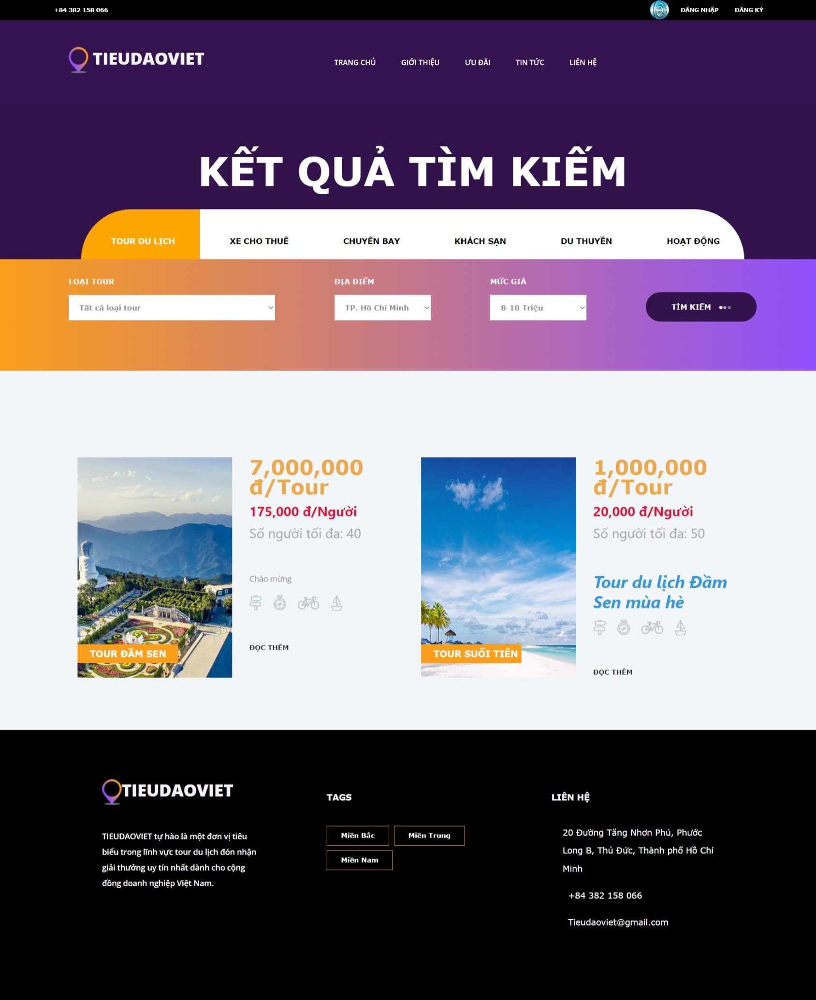 +84 382 158 066
ĐĂNG NHẬP
ĐĂNG KÝ
TIEUDAOVIET
TRANG CHỦ
GIỚI THIỆU
ƯU ĐÃI
TIN TỨC
LIÊN HỆ
KẾT QUẢ TÌM KIẾM
TOUR DU LỊCH
XE CHO THUÊ
CHUYẾN BAY
KHÁCH SẠN
DU THUYỀN
HOẠT ĐỘNG
LOẠI TOUR
ĐỊA ĐIỂM
MỨC GIÁ
Tất cả loại tour
TP. Hồ Chí Minh
8-10 Triệu
TÌM KIẾM
7,000,000
đ/Tour
175,000 đ/Người
Số người tối đa: 40
Chào mừng
ĐỌC THÊM
TOUR ĐẦM SEN
1,000,000
đ/Tour
20,000 đ/Người
Số người tối đa: 50
Tour du lịch Đầm
Sen mùa hè
ĐỌC THÊM
TOUR SUỐI TIÊN
TIEUDAOVIET
TIEUDAOVIET tự hào là một đơn vị tiêu
biểu trong lĩnh vực tour du lịch đón nhận
giải thưởng uy tín nhất dành cho cộng
đồng doanh nghiệp Việt Nam.
TAGS
Miền Bắc
Miền Trung
Miền Nam
LIÊN HỆ
20 Đường Tăng Nhơn Phú, Phước
Long B, Thủ Đức, Thành phố Hồ Chí
Minh
+84 382 158 066
Tieudaoviet@gmail.com